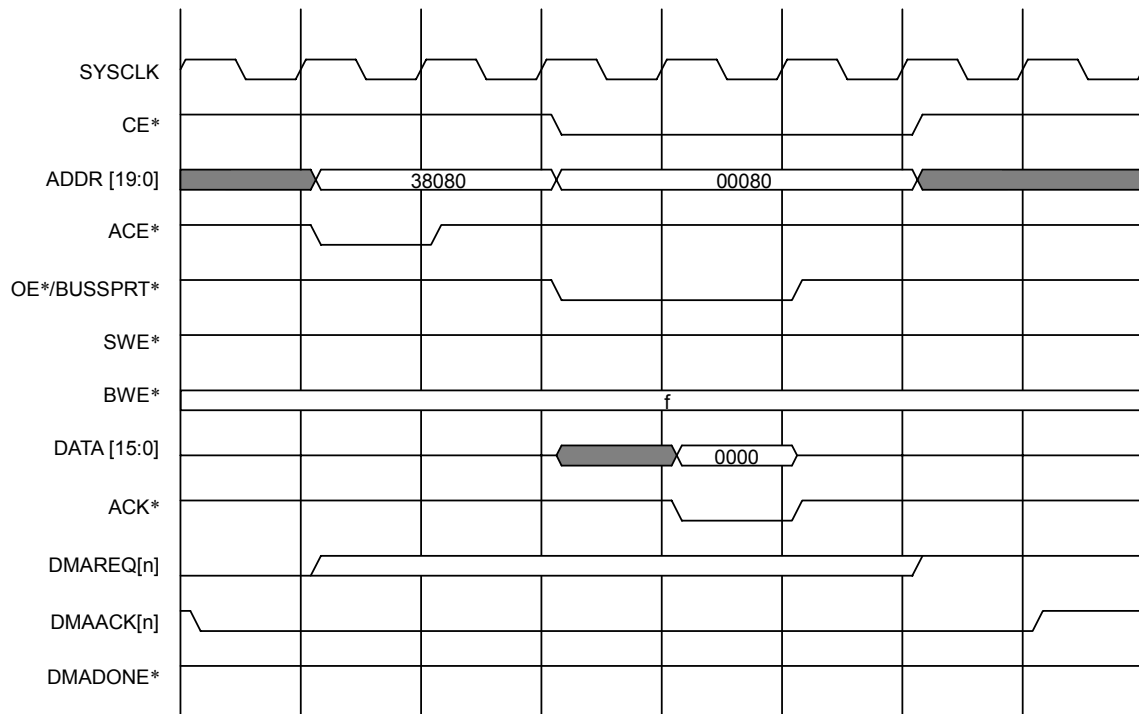 SYSCLK
CE*
ADDR [19:0] 38080 00080
ACE*
OE*/BUSSPRT*
SWE*
BWE* f
DATA [15:0] 0000
ACK*
DMAREQ[n]
DMAACK[n]
DMADONE*